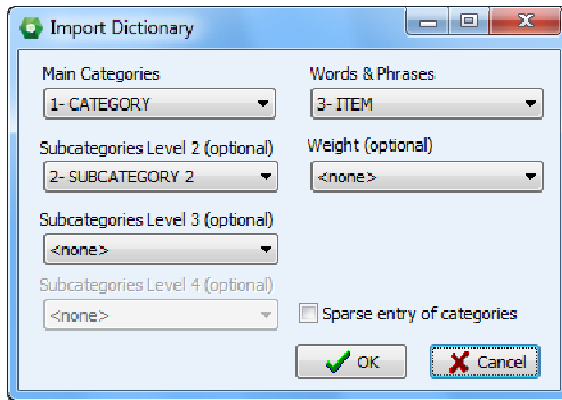 Import Dictionary
Main Categories
1- CATEGORY
Words & Phrases
3- ITEM
Subcategories Level 2 (optional)
2- SUBCATEGORY 2
Weight (optional)
<none>
Subcategories Level 3 (optional)
<none>
Subcategories Level 4 (optional)
<none>
Sparse entry of categories
OK
Cancel